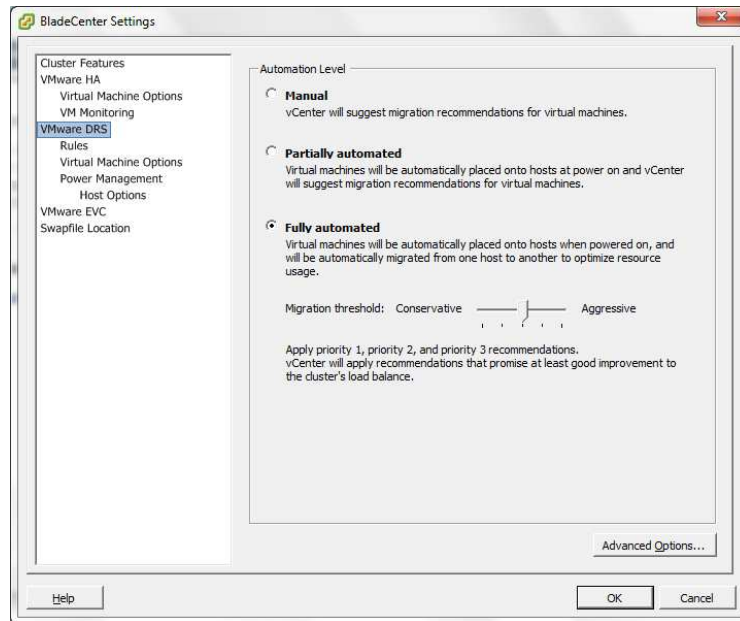 BladeCenter Settings
Cluster Features
VMware HA
Virtual Machine Options
VM Monitoring
VMware DRS
Rules
Virtual Machine Options
Power Management
Host Options
VMware EVC
Swapfile Location
Automation Level
Manual
vCenter will suggest migration recommendations for virtual machines.
Partially automated
Virtual machines will be automatically placed onto hosts at power on and vCenter
will suggest migration recommendations for virtual machines.
Fully automated
Virtual machines will be automatically placed onto hosts when powered on, and
will be automatically migrated from one host to another to optimize resource
usage.
Migration threshold: Conservative Aggressive
Apply priority 1, priority 2, and priority 3 recommendations.
vCenter will apply recommendations that promise at least good improvement to
the cluster's load balance.
Advanced Options...
Help OK Cancel